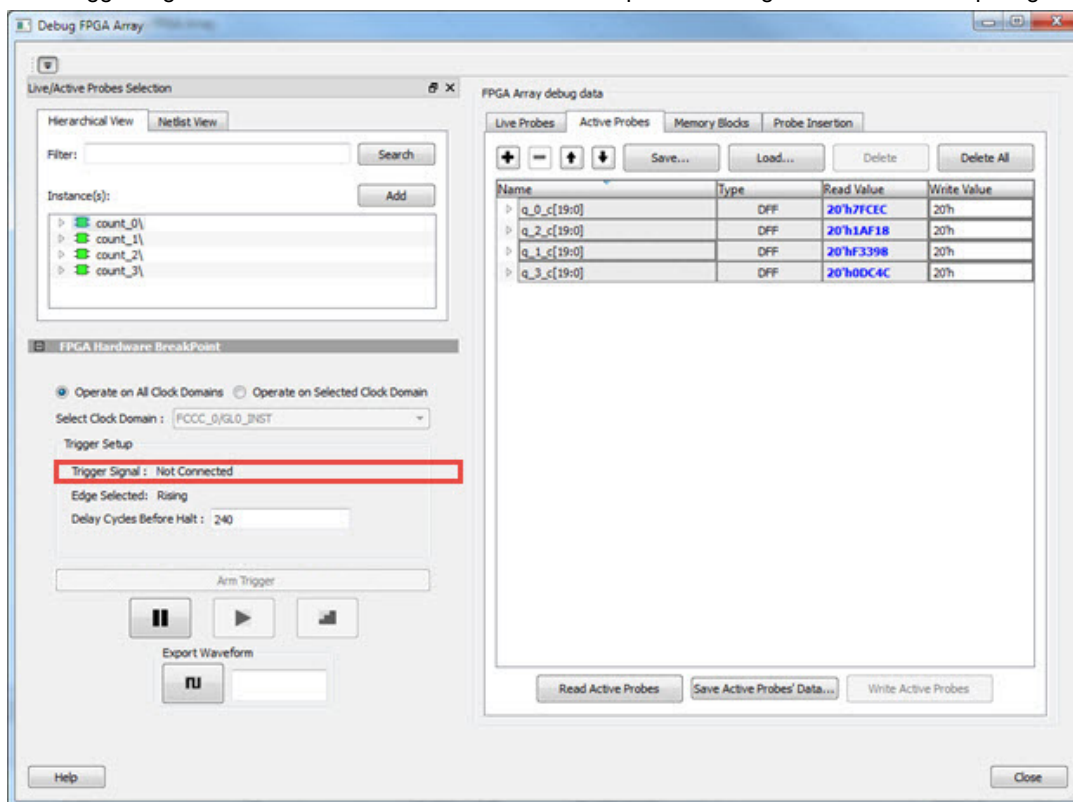 Debug FPGA Array
Live/Active Probes Selection
Hierarchical View Netlist View
Filter: Search
Instance(s): Add
count_0\
count_1\
count_2\
count_3\
FPGA Hardware BreakPoint
Operate on All Clock Domains Operate on Selected Clock Domain
Select Clock Domain : FCCC_0/GL0_INST
Trigger Setup
Trigger Signal : Not Connected
Edge Selected: Rising
Delay Cycles Before Halt : 240
Arm Trigger
Export Waveform
FPGA Array debug data
Live Probes Active Probes Memory Blocks Probe Insertion
Save... Load... Delete Delete All
Name Type Read Value Write Value
q_0_c[19:0] DFF 20'h7FCEC 20'h
q_2_c[19:0] DFF 20'h1AF18 20'h
q_1_c[19:0] DFF 20'hF3398 20'h
q_3_c[19:0] DFF 20'h0DC4C 20'h
Read Active Probes Save Active Probes' Data... Write Active Probes
Help Close